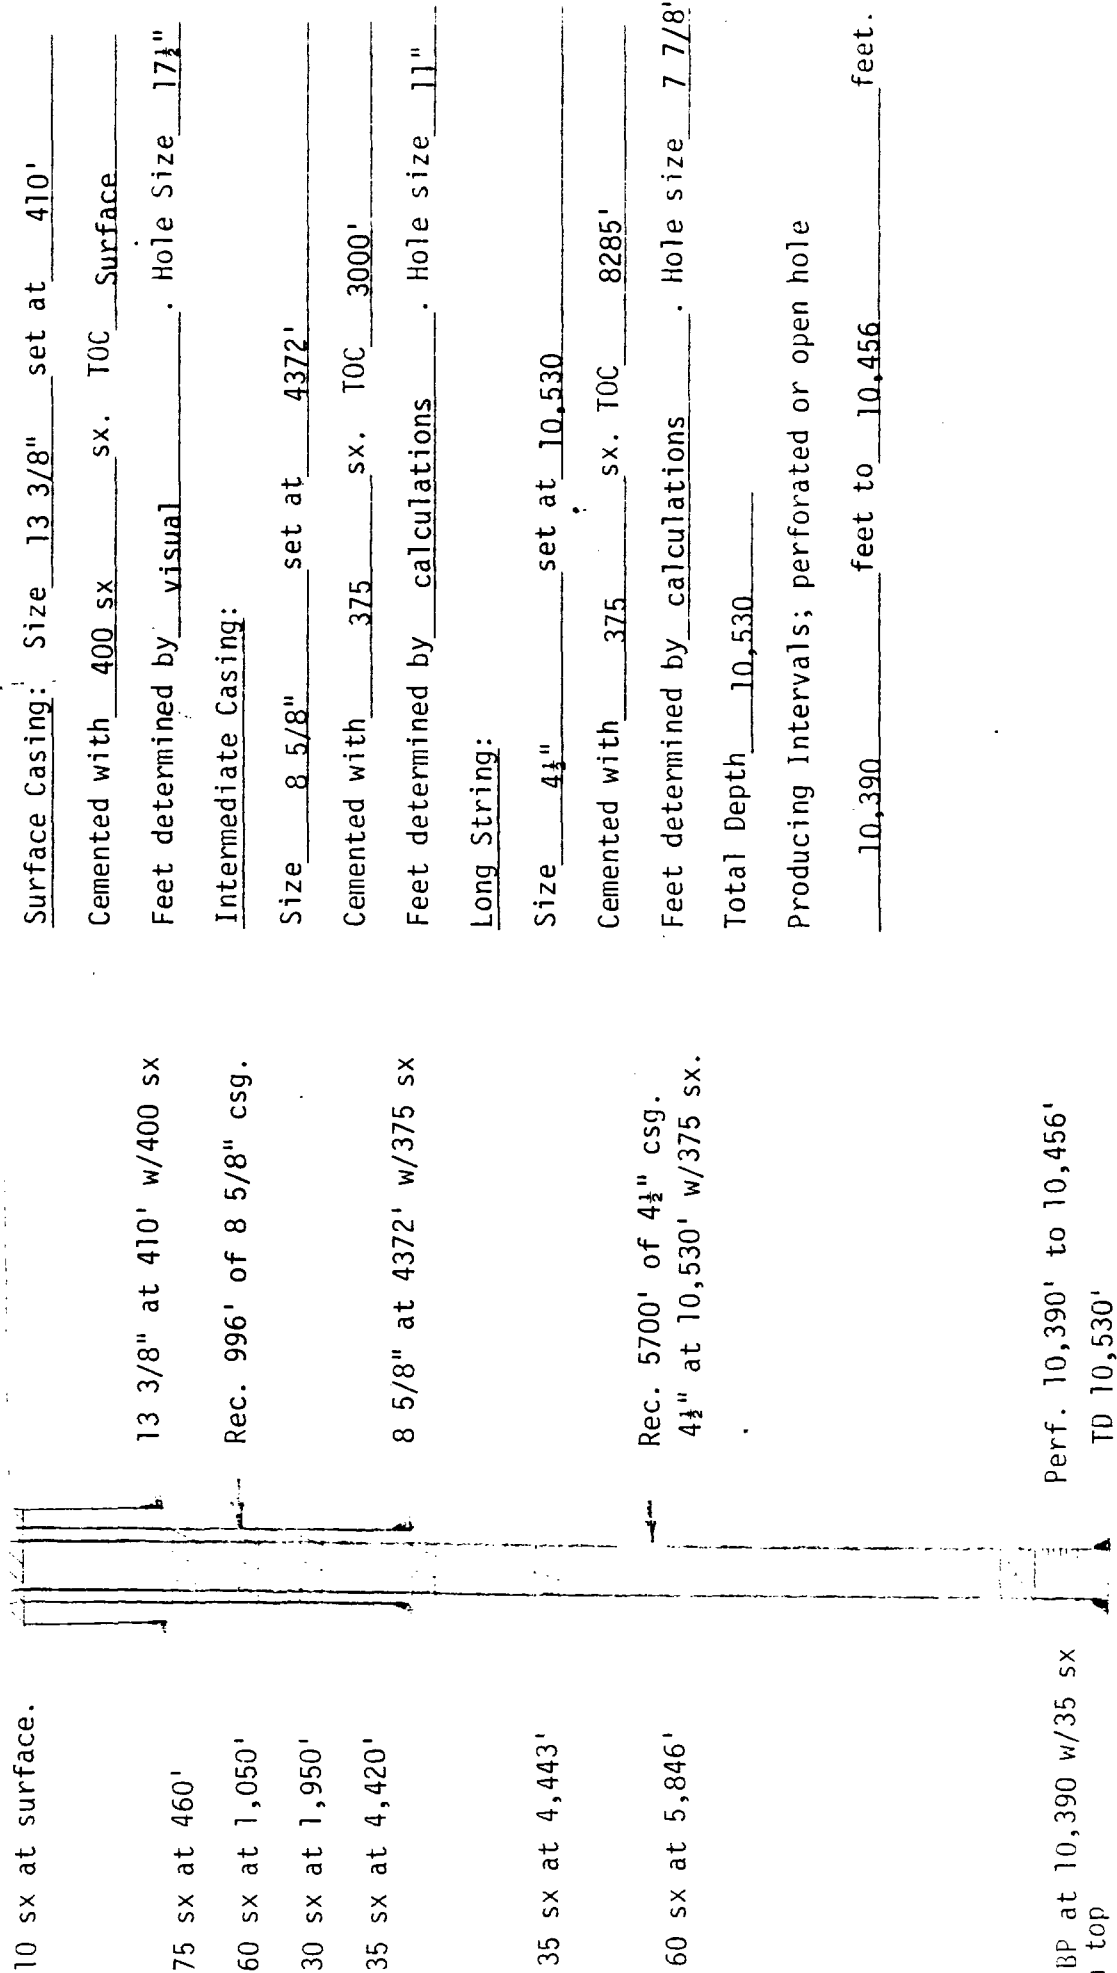 10 sx at surface.
75 sx at 460'
60 sx at 1,050'
30 sx at 1,950'
35 sx at 4,420'
35 sx at 4,443'
60 sx at 5,846'
BP at 10,390 w/35 sx
top
13 3/8" at 410' w/400 sx
Rec. 996' of 8 5/8" csg.
8 5/8" at 4372' w/375 sx
Rec. 5700' of 4½" csg.
4½" at 10,530' w/375 sx.
Perf. 10,390' to 10,456'
TD 10,530'
Surface Casing: Size 13 3/8" set at 410'
Cemented with 400 sx sx. TOC Surface
Feet determined by visual . Hole Size 17½"
Intermediate Casing:
Size 8 5/8" set at 4372'
Cemented with 375 sx. TOC 3000'
Feet determined by calculations . Hole size 11"
Long String:
Size 4½" set at 10,530
Cemented with 375 sx. TOC 8285'
Feet determined by calculations . Hole size 7 7/8"
Total Depth 10,530
Producing Intervals; perforated or open hole
10,390 feet to 10,456 feet.